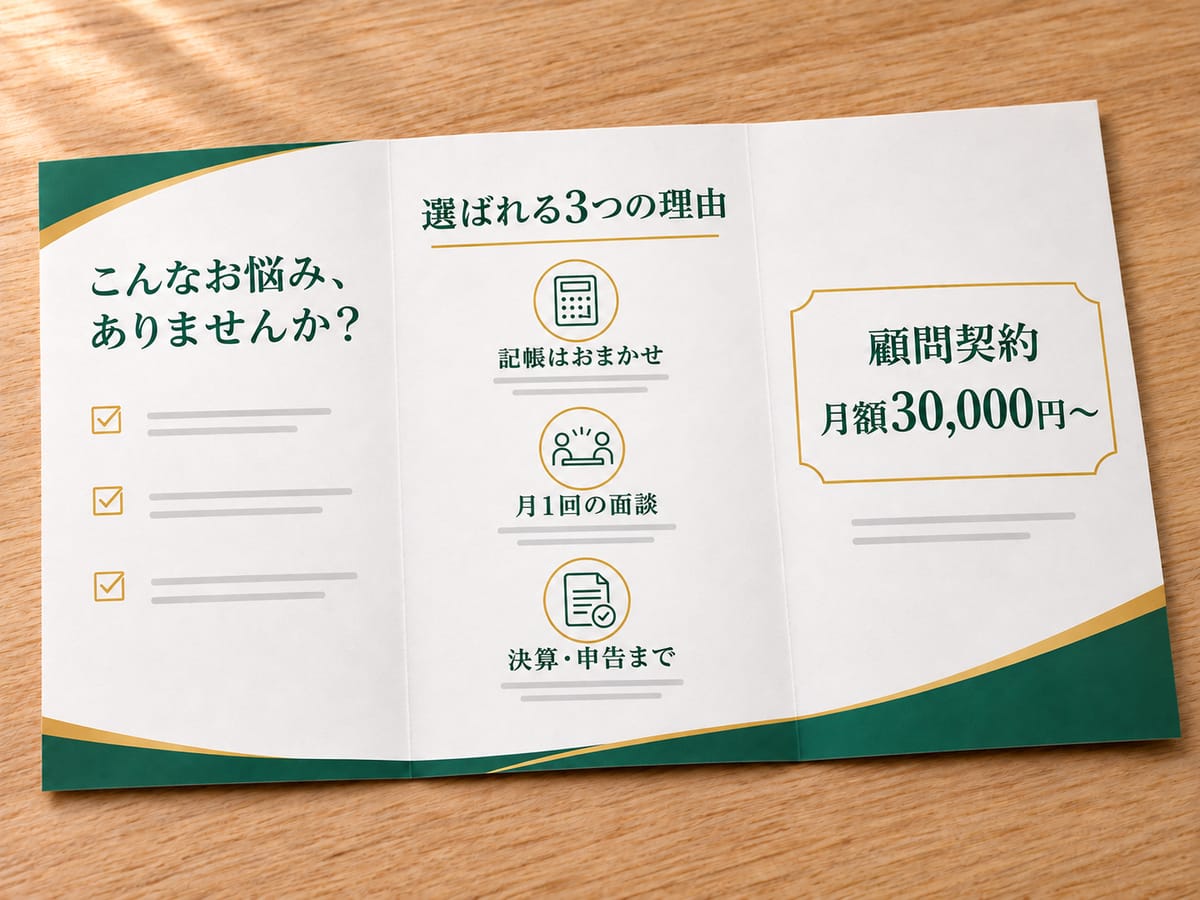 こんなお悩み、
ありませんか？
選ばれる3つの理由
記帳はおまかせ
月1回の面談
決算・申告まで
顧問契約
月額30,000円〜